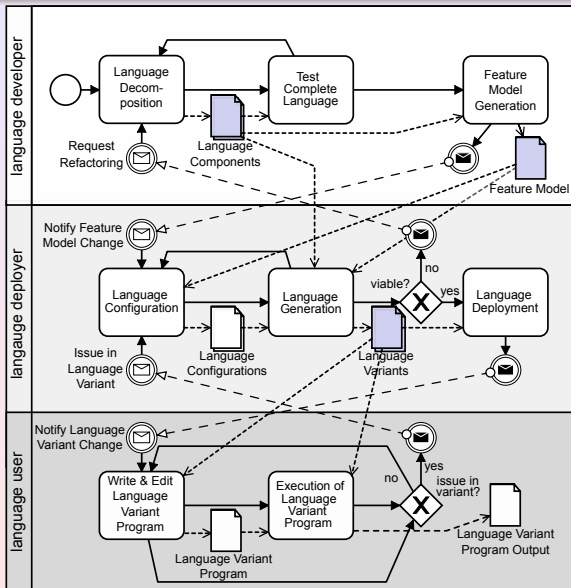 language developer
Language
Decom-
position
Test
Complete
Language
Feature
Model
Generation
Request
Refactoring
Language
Components
Feature Model
langauge deployer
Notify Feature
Model Change
no
viable?
yes
Language
Configuration
X
Language
Generation
Language
Deployment
Issue in
Language
Variant
Language
Configurations
Language
Variants
language user
Notify Language
Variant Change
yes
no
issue in
variant?
Write & Edit
Language
Variant
Program
Execution of
Language
Variant
Program
X
Language Variant
Program
Language Variant
Program Output